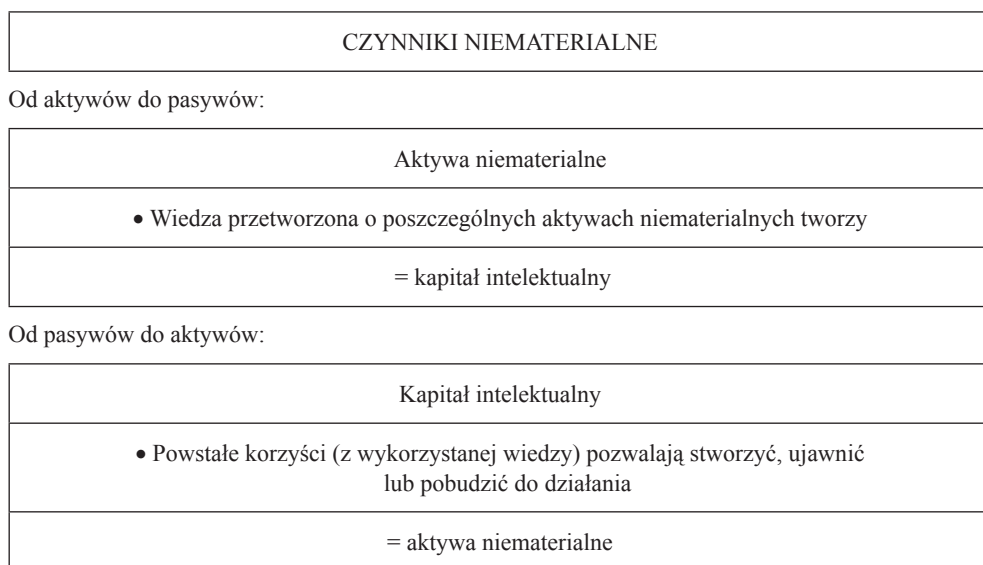 CZYNNIKI NIEMATERIALNE
Od aktywów do pasywów:
Aktywa niematerialne
• Wiedza przetworzona o poszczególnych aktywach niematerialnych tworzy
= kapitał intelektualny
Od pasywów do aktywów:
Kapitał intelektualny
• Powstałe korzyści (z wykorzystanej wiedzy) pozwalają stworzyć, ujawnić
lub pobudzić do działania
= aktywa niematerialne